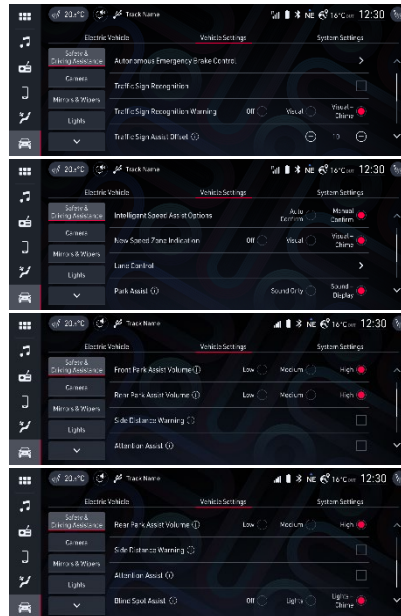 20.5°C Track Name NE 16°C 12:30
Electric Vehicle Vehicle Settings System Settings
Safety & Driving Assistance
Camera
Mirrors & Wipers
Lights
Autonomous Emergency Brake Control
Traffic Sign Recognition
Traffic Sign Recognition Warning Off Visual Visual + Chime
Traffic Sign Assist Offset 10
20.5°C Track Name NE 16°C 12:30
Electric Vehicle Vehicle Settings System Settings
Safety & Driving Assistance
Camera
Mirrors & Wipers
Lights
Intelligent Speed Assist Options Auto Confirm Manual Confirm
New Speed Zone Indication Off Visual Visual + Chime
Lane Control
Park Assist Sound Only Sound + Display
20.5°C Track Name NE 16°C 12:30
Electric Vehicle Vehicle Settings System Settings
Safety & Driving Assistance
Camera
Mirrors & Wipers
Lights
Front Park Assist Volume Low Medium High
Rear Park Assist Volume Low Medium High
Side Distance Warning
Attention Assist
20.5°C Track Name NE 16°C 12:30
Electric Vehicle Vehicle Settings System Settings
Safety & Driving Assistance
Camera
Mirrors & Wipers
Lights
Rear Park Assist Volume Low Medium High
Side Distance Warning
Attention Assist
Blind Spot Assist Off Lights Lights + Chime